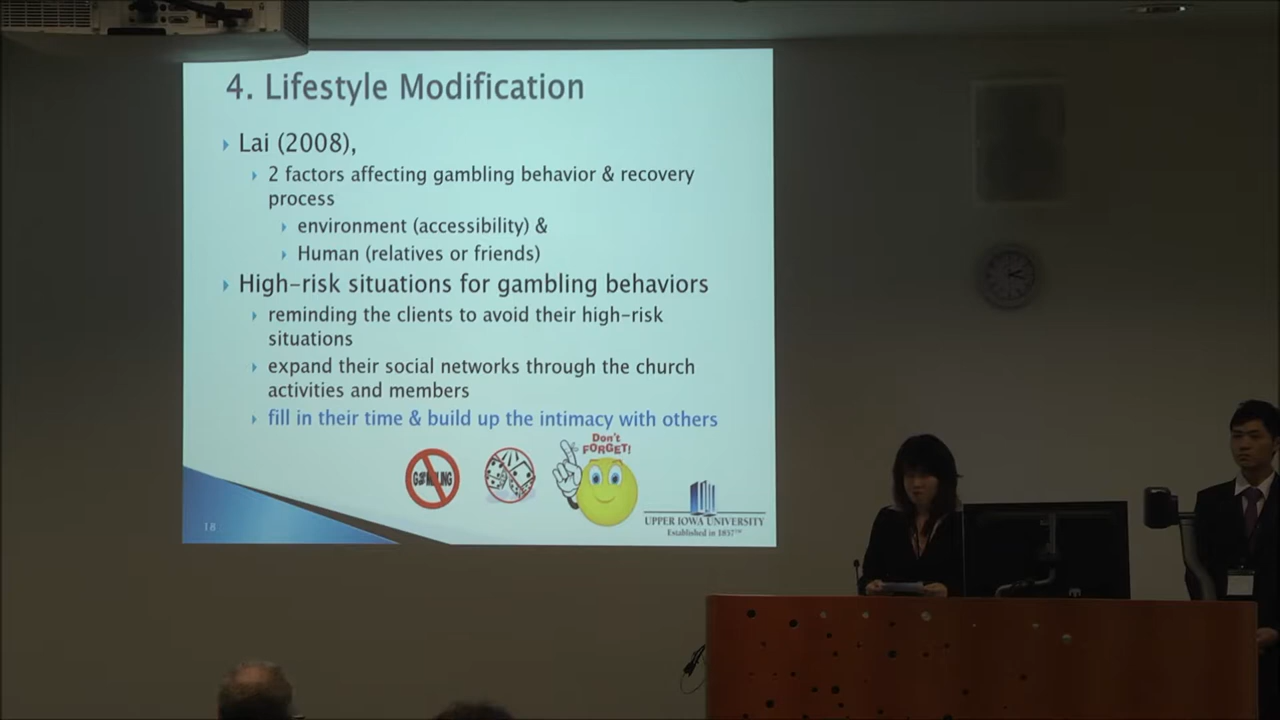 4. Lifestyle Modification
Lai (2008),
2 factors affecting gambling behavior & recovery
process
environment (accessibility) &
Human (relatives or friends)
High-risk situations for gambling behaviors
reminding the clients to avoid their high-risk
situations
expand their social networks through the church
activities and members
fill in their time & build up the intimacy with others
Don't
FORGET!
UPPER IOWA UNIVERSITY
Established in 1857™
18